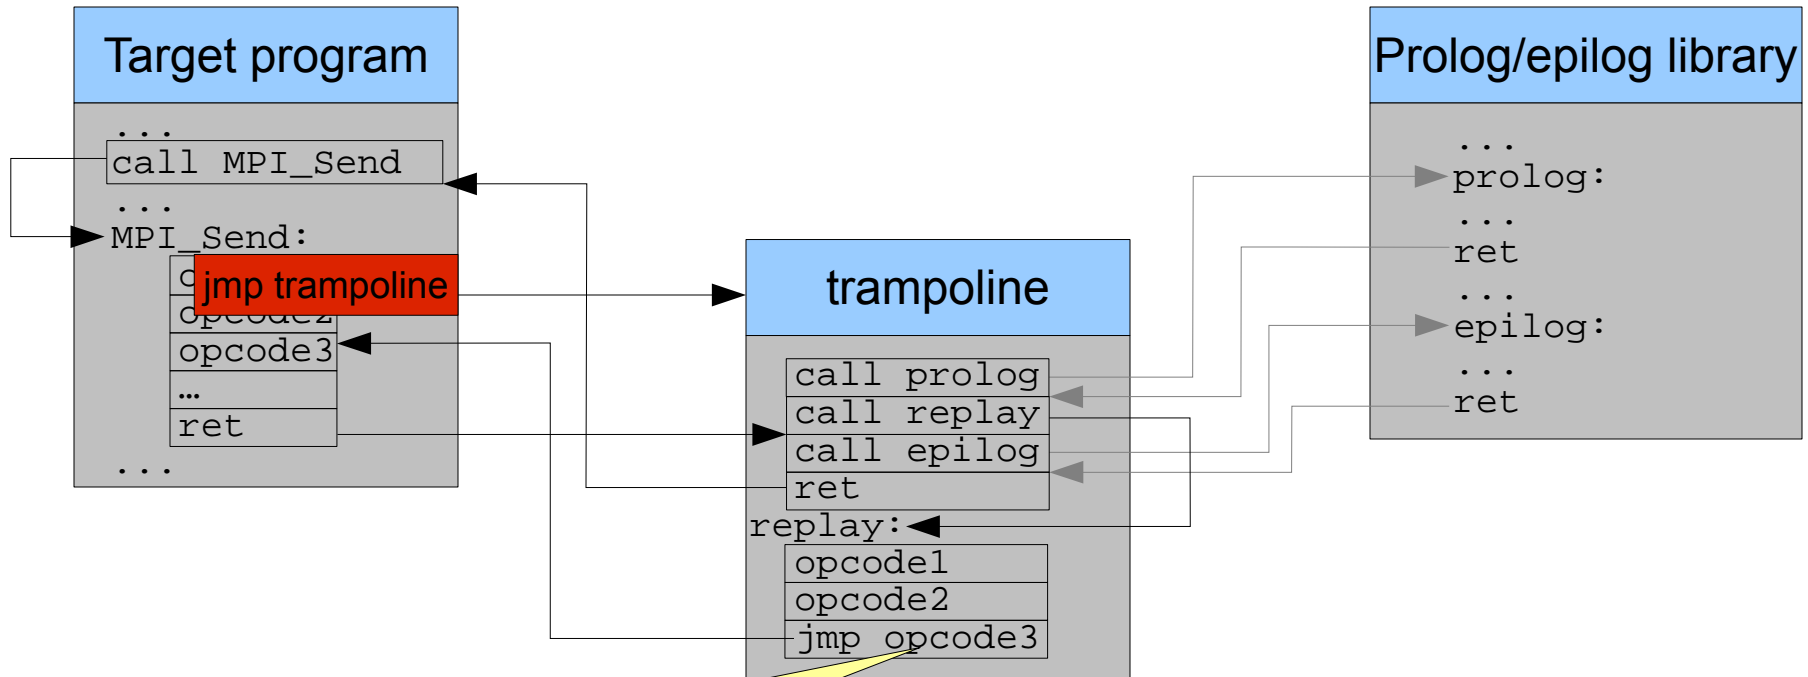 Target program
...
call MPI_Send
...
MPI_Send:
jmp trampoline
opcode2
opcode3
…
ret
...
trampoline
call prolog
call replay
call epilog
ret
replay:
opcode1
opcode2
jmp opcode3
Prolog/epilog library
...
prolog:
...
ret
...
epilog:
...
ret